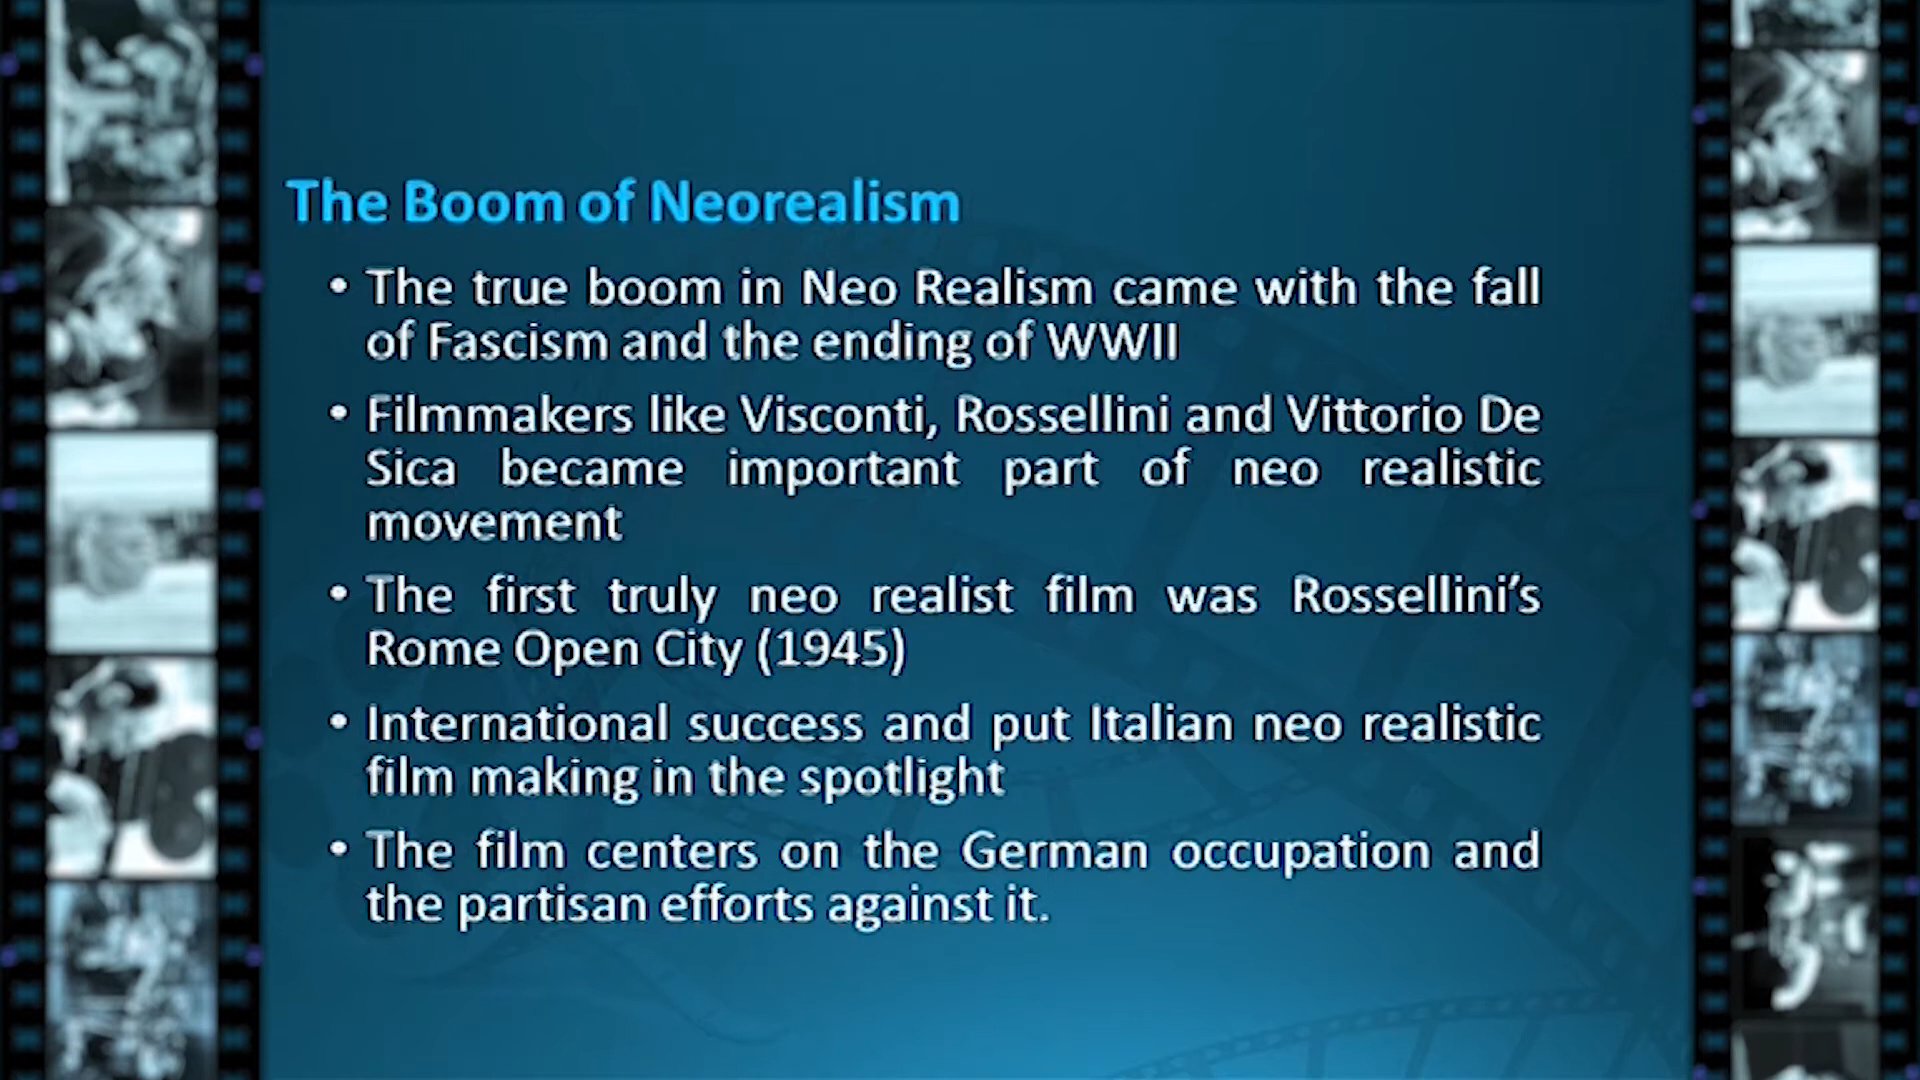 The Boom of Neorealism
• The true boom in Neo Realism came with the fall
of Fascism and the ending of WWII
• Filmmakers like Visconti, Rossellini and Vittorio De
Sica became important part of neo realistic
movement
• The first truly neo realist film was Rossellini's
Rome Open City (1945)
• International success and put Italian neo realistic
film making in the spotlight
• The film centers on the German occupation and
the partisan efforts against it.